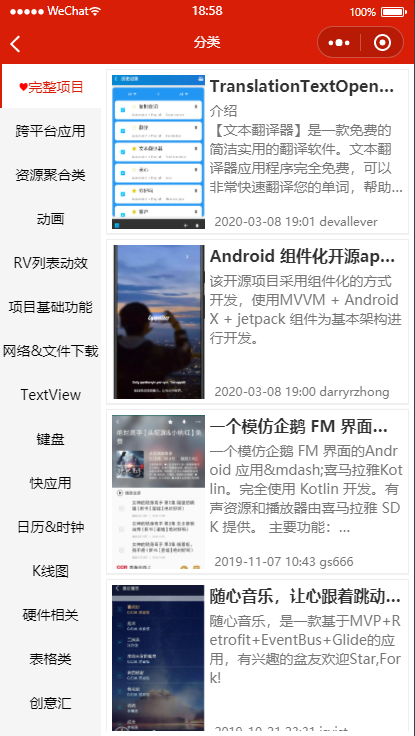 WeChat
18:58
100%
分类
♥完整项目
跨平台应用
资源聚合类
动画
RV列表动效
项目基础功能
网络&文件下载
TextView
键盘
快应用
日历&时钟
K线图
硬件相关
表格类
创意汇
TranslationTextOpen...
介绍
【文本翻译器】是一款免费的
简洁实用的翻译软件。文本翻
译器应用程序完全免费，可以
非常快速翻译您的单词，帮助...
2020-03-08 19:01 devallever
Android 组件化开源ap...
该开源项目采用组件化的方式
开发，使用MVVM + Android
X + jetpack 组件为基本架构进
行开发。
2020-03-08 19:00 darryrzhong
一个模仿企鹅 FM 界面...
一个模仿企鹅 FM 界面的Andr
oid 应用&mdash;喜马拉雅Kot
lin。完全使用 Kotlin 开发。有
声资源和播放器由喜马拉雅 SD
K 提供。 主要功能：...
2019-11-07 10:43 gs666
随心音乐，让心跟着跳动...
随心音乐，是一款基于MVP+R
etrofit+EventBus+Glide的应
用，有兴趣的盆友欢迎Star,For
k!